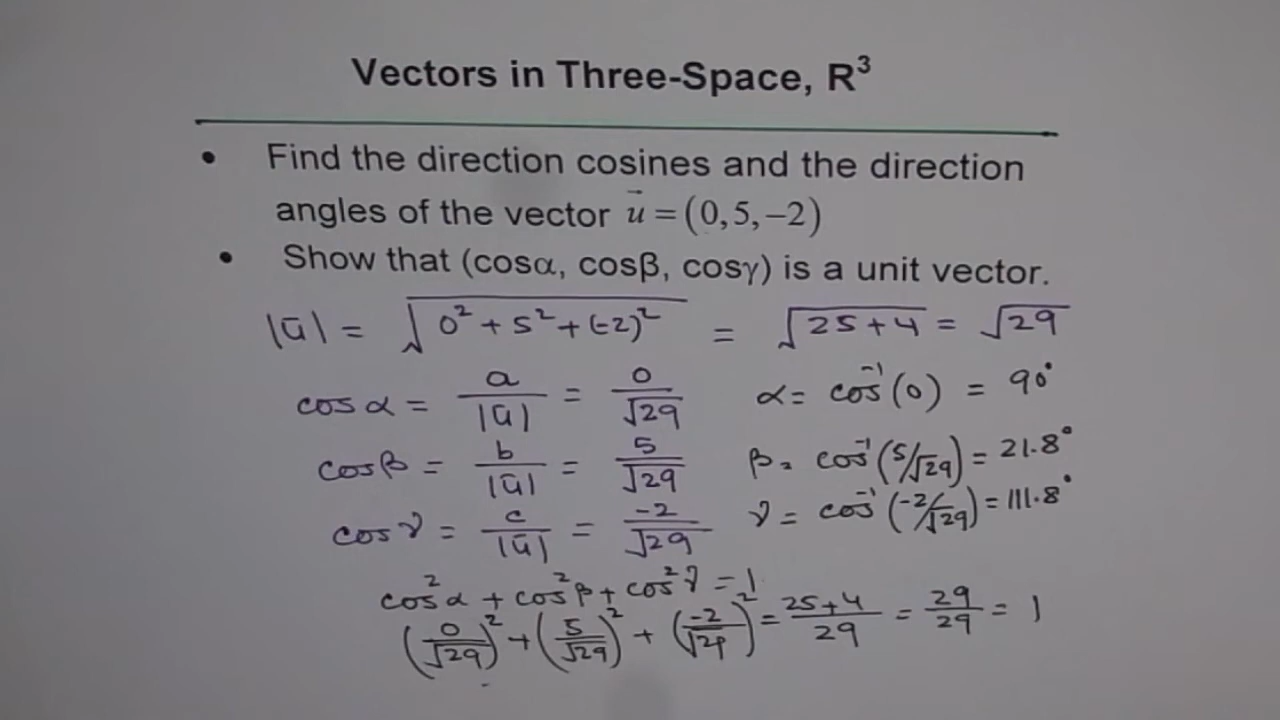 Vectors in Three-Space, R³
• Find the direction cosines and the direction
angles of the vector u⃗ = (0, 5, −2)
• Show that (cosα, cosβ, cosγ) is a unit vector.
|ū| = √(0² + 5² + (-2)²) = √(25+4) = √29
cos α = a/|ū| = 0/√29   α = cos⁻¹(0) = 90°
cos β = b/|ū| = 5/√29   β = cos⁻¹(5/√29) = 21.8°
cos γ = c/|ū| = -2/√29   γ = cos⁻¹(-2/√29) = 111.8°
cos²α + cos²β + cos²γ = 1
(0/√29)² + (5/√29)² + (-2/√29)² = 25+4/29 = 29/29 = 1